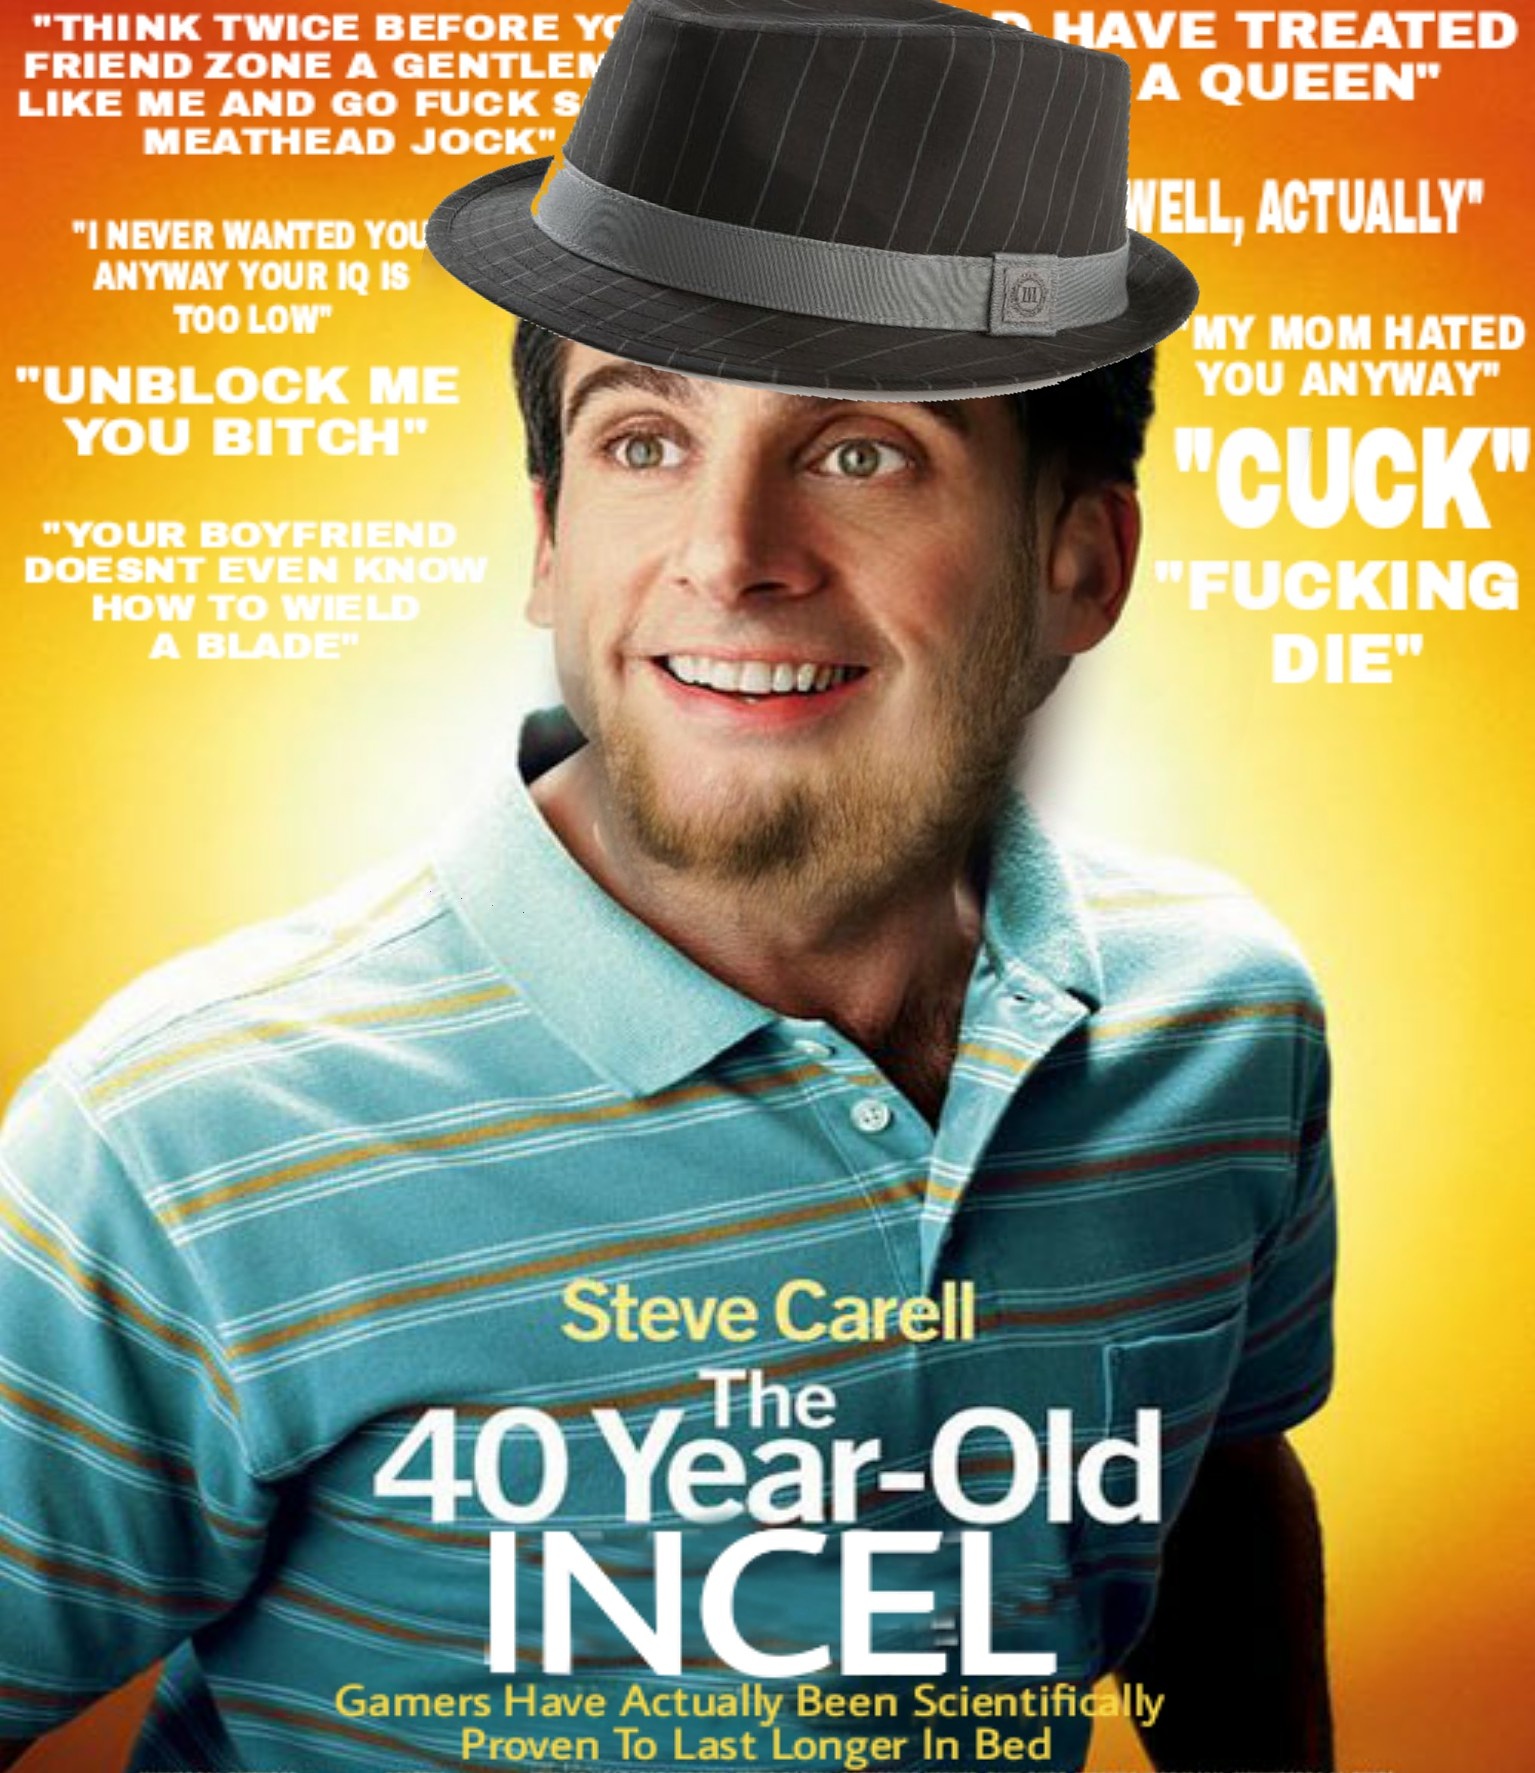 "THINK TWICE BEFORE YO
FRIEND ZONE A GENTLEM
LIKE ME AND GO FUCK S
MEATHEAD JOCK"
"I NEVER WANTED YOU
ANYWAY YOUR IQ IS
TOO LOW"
"UNBLOCK ME
YOU BITCH"
"YOUR BOYFRIEND
DOESNT EVEN KNOW
HOW TO WIELD
A BLADE"
D HAVE TREATED
A QUEEN"
WELL, ACTUALLY"
"MY MOM HATED
YOU ANYWAY"
"CUCK"
"FUCKING
DIE"
Steve Carell
The
40 Year-Old
INCEL
Gamers Have Actually Been Scientifically
Proven To Last Longer In Bed